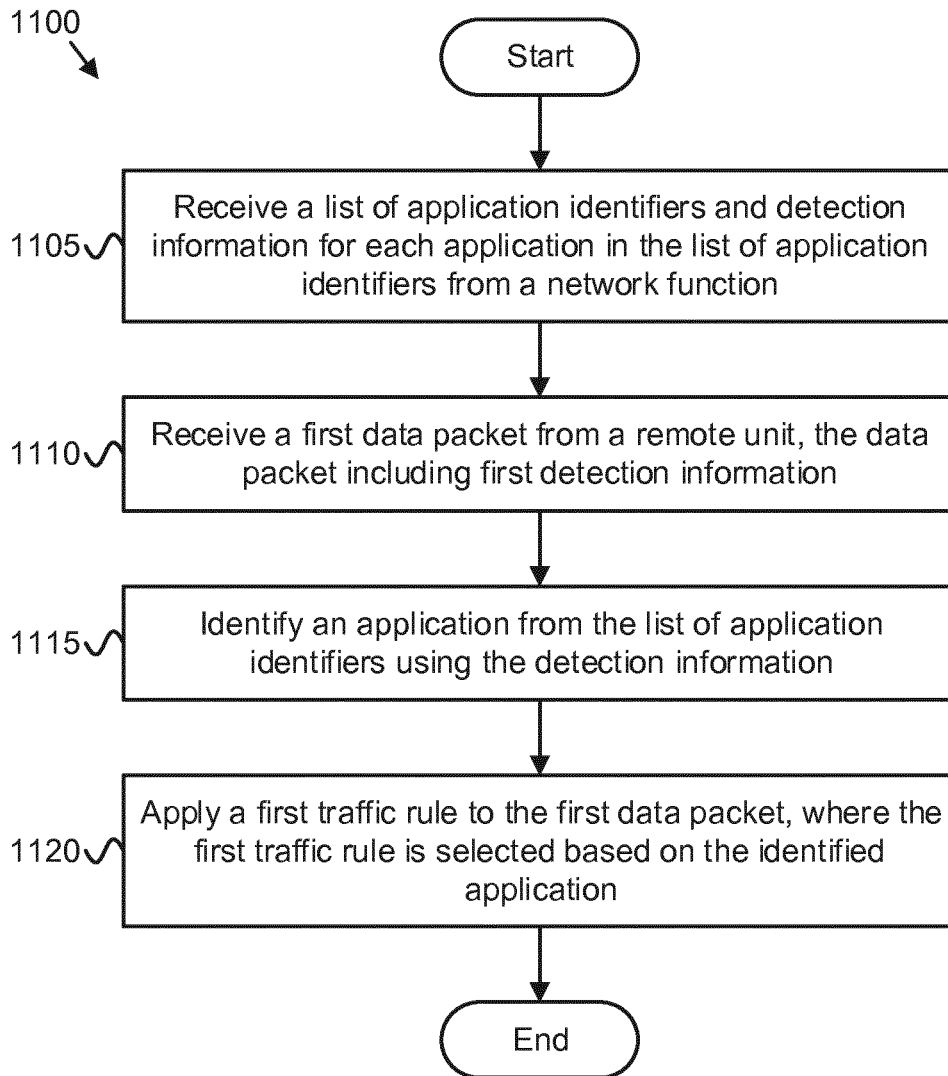 1100
Start
1105
Receive a list of application identifiers and detection
information for each application in the list of application
identifiers from a network function
1110
Receive a first data packet from a remote unit, the data
packet including first detection information
1115
Identify an application from the list of application
identifiers using the detection information
1120
Apply a first traffic rule to the first data packet, where the
first traffic rule is selected based on the identified
application
End